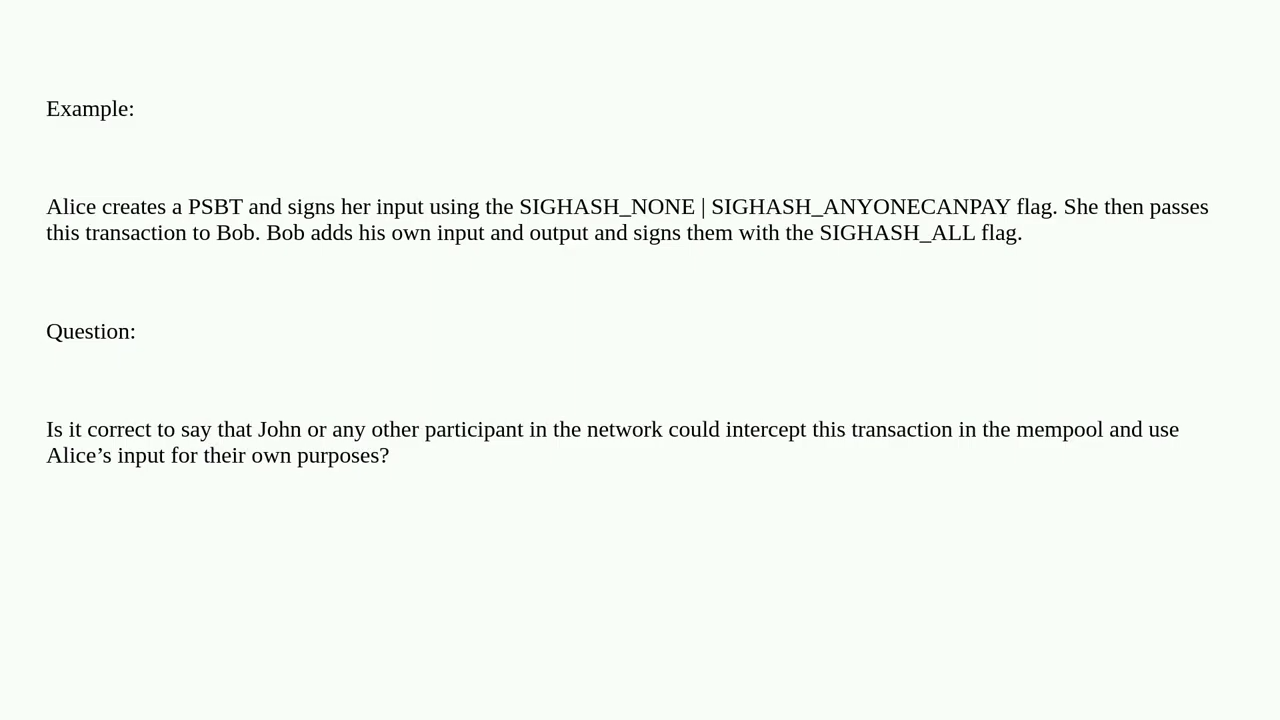 Example:
Alice creates a PSBT and signs her input using the SIGHASH_NONE | SIGHASH_ANYONECANPAY flag. She then passes
this transaction to Bob. Bob adds his own input and output and signs them with the SIGHASH_ALL flag.
Question:
Is it correct to say that John or any other participant in the network could intercept this transaction in the mempool and use
Alice’s input for their own purposes?